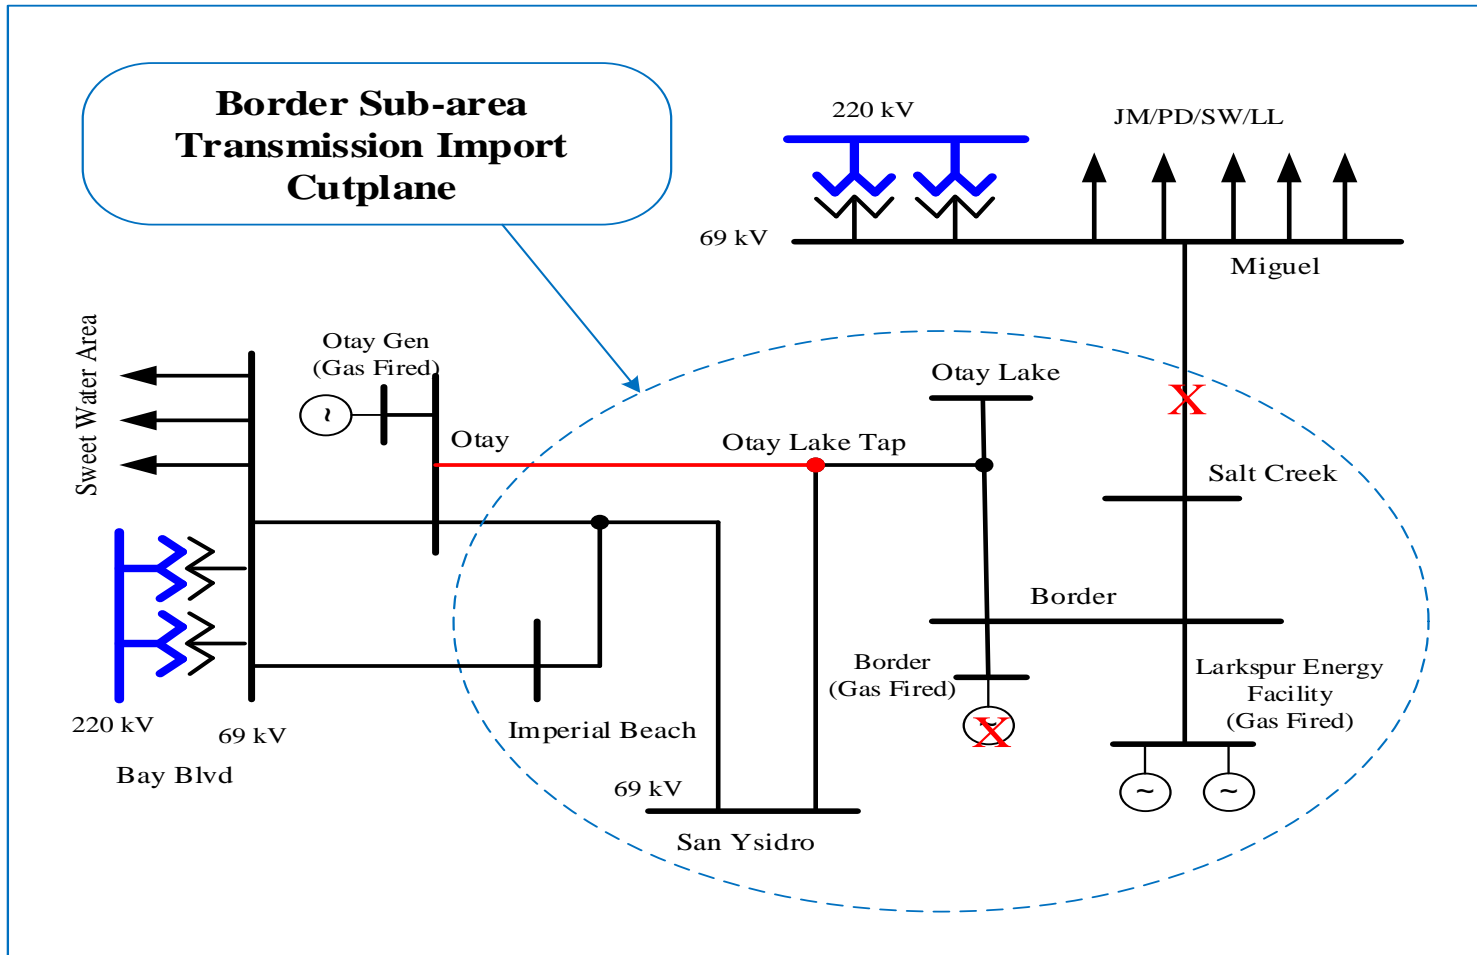 Border Sub-area
Transmission Import
Cutplane
220 kV
JM/PD/SW/LL
69 kV
Miguel
Sweet Water Area
Otay Gen
(Gas Fired)
~
Otay
Otay Lake
X
Otay Lake Tap
Salt Creek
Border
Border
(Gas Fired)
~
X
Larkspur Energy
Facility
(Gas Fired)
~
~
220 kV
69 kV
Bay Blvd
Imperial Beach
69 kV
San Ysidro